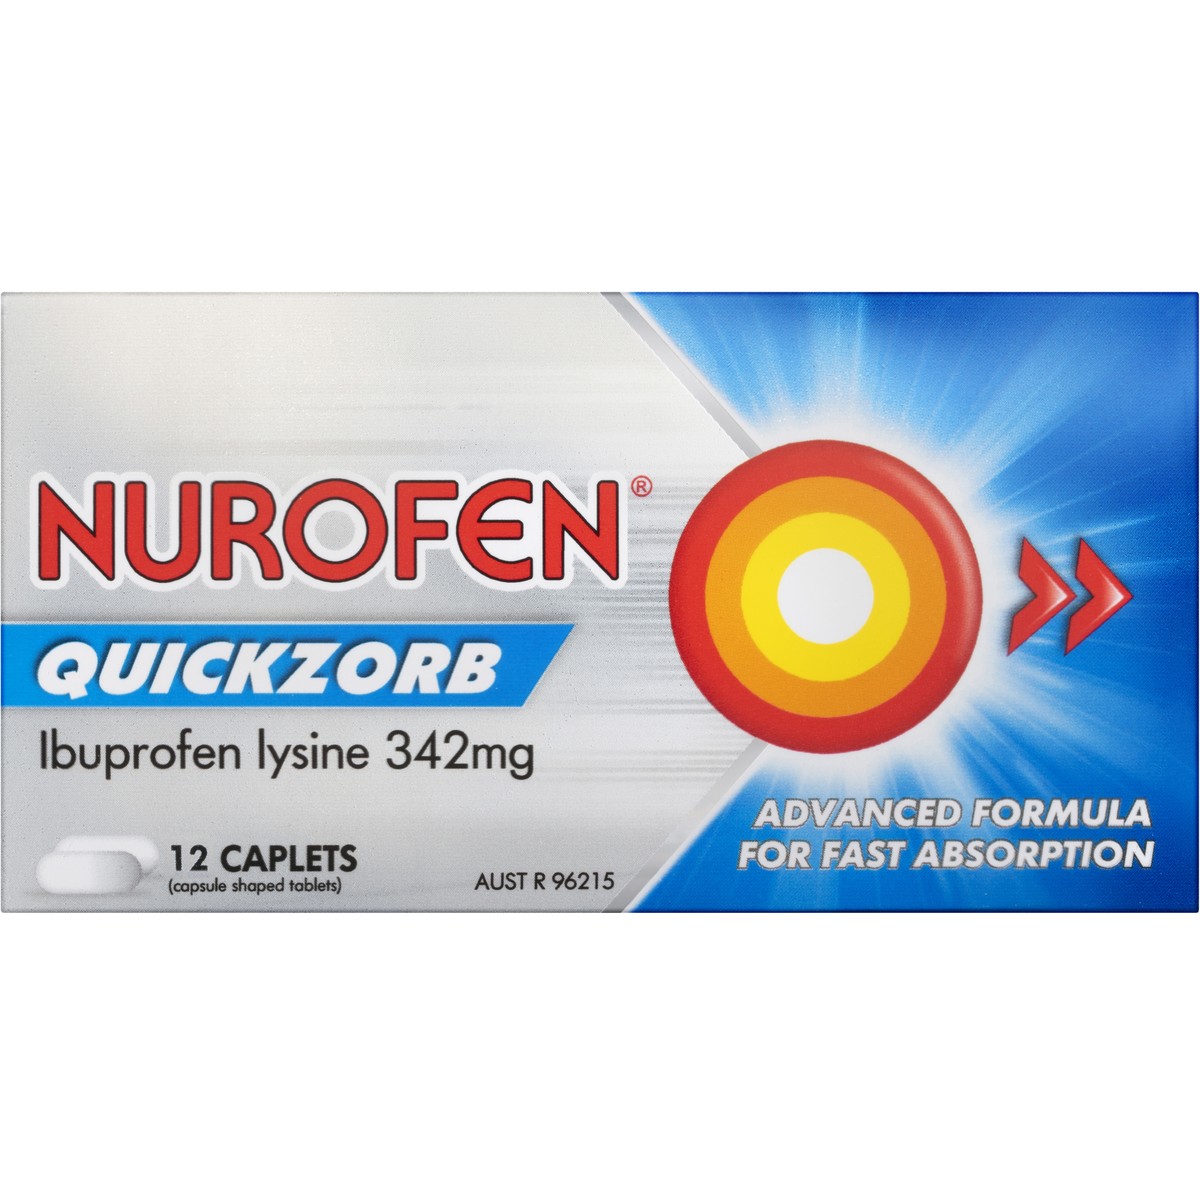 NUROFEN®
QUICKZORB
Ibuprofen lysine 342mg
12 CAPLETS
(capsule shaped tablets)
AUST R 96215
ADVANCED FORMULA
FOR FAST ABSORPTION